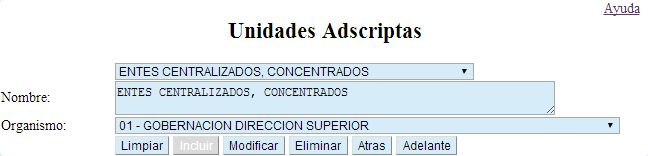 Ayuda
Unidades Adscriptas
ENTES CENTRALIZADOS, CONCENTRADOS
Nombre: ENTES CENTRALIZADOS, CONCENTRADOS
Organismo: 01 - GOBERNACION DIRECCION SUPERIOR
Limpiar Incluir Modificar Eliminar Atras Adelante